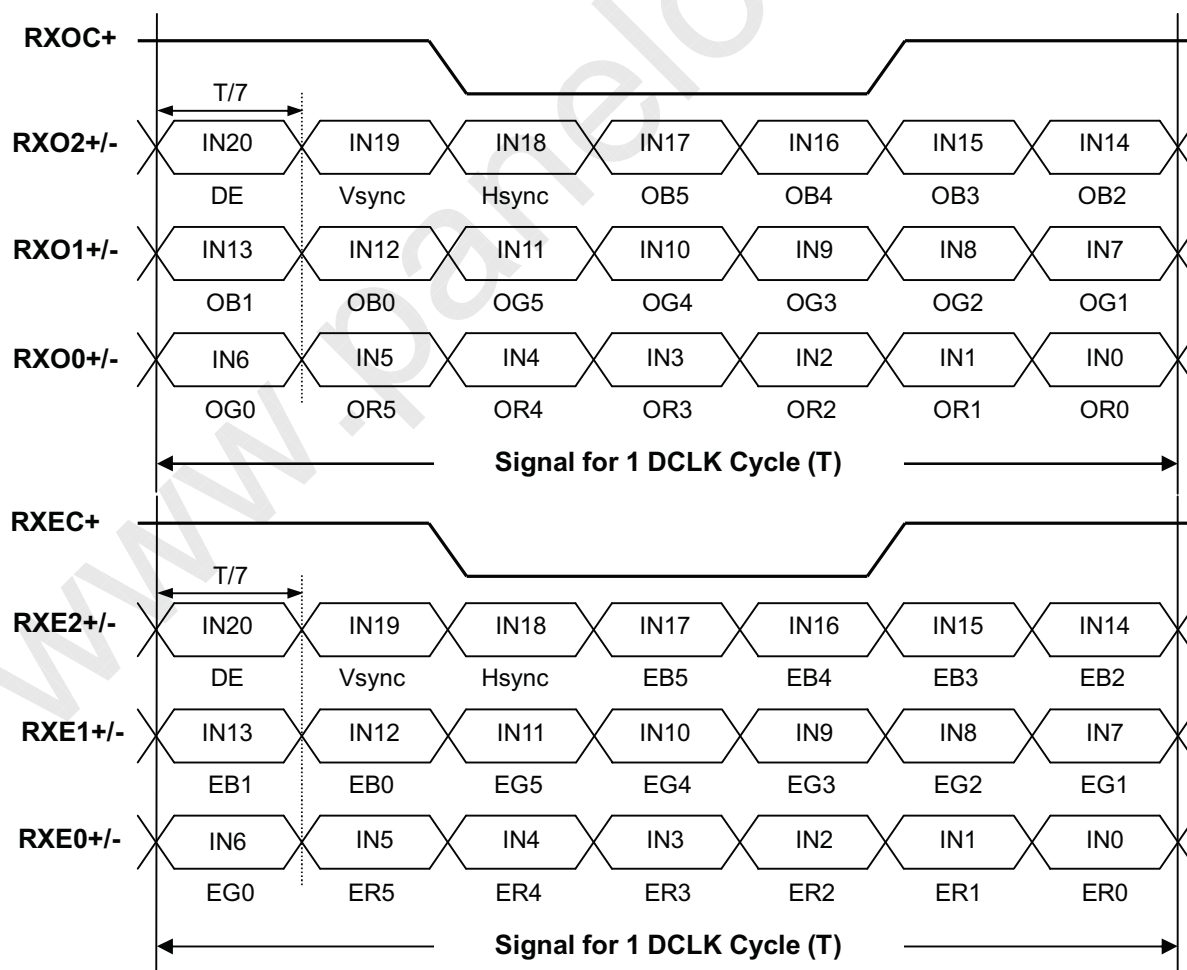 RXOC+
T/7
RXO2+/- IN20 IN19 IN18 IN17 IN16 IN15 IN14
DE Vsync Hsync OB5 OB4 OB3 OB2
RXO1+/- IN13 IN12 IN11 IN10 IN9 IN8 IN7
OB1 OB0 OG5 OG4 OG3 OG2 OG1
RXO0+/- IN6 IN5 IN4 IN3 IN2 IN1 IN0
OG0 OR5 OR4 OR3 OR2 OR1 OR0
Signal for 1 DCLK Cycle (T)
RXEC+
T/7
RXE2+/- IN20 IN19 IN18 IN17 IN16 IN15 IN14
DE Vsync Hsync EB5 EB4 EB3 EB2
RXE1+/- IN13 IN12 IN11 IN10 IN9 IN8 IN7
EB1 EB0 EG5 EG4 EG3 EG2 EG1
RXE0+/- IN6 IN5 IN4 IN3 IN2 IN1 IN0
EG0 ER5 ER4 ER3 ER2 ER1 ER0
Signal for 1 DCLK Cycle (T)
www.panelo